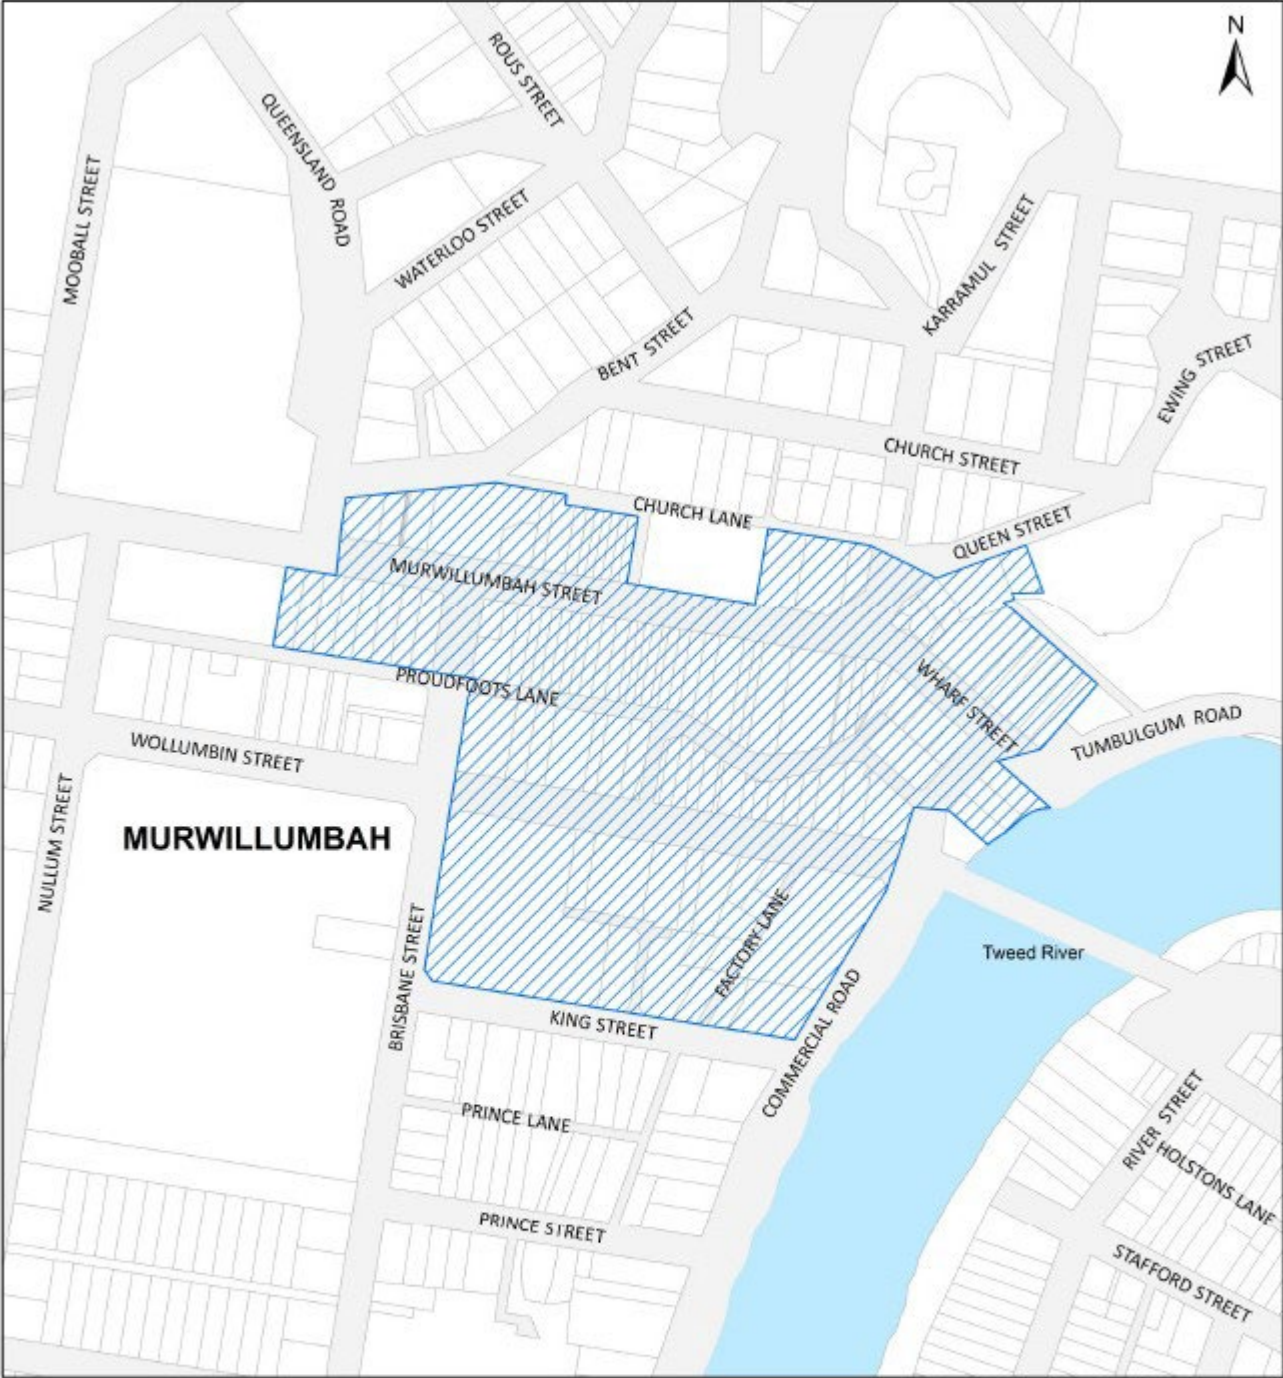 N
ROUS STREET
QUEENSLAND ROAD
MOOBALL STREET
WATERLOO STREET
KARRAMUL STREET
BENT STREET
EWING STREET
CHURCH STREET
CHURCH LANE
QUEEN STREET
MURWILLUMBAH STREET
PROUDFOOTS LANE
WHARF STREET
TUMBULGUM ROAD
WOLLUMBIN STREET
NULLUM STREET
MURWILLUMBAH
FACTORY LANE
BRISBANE STREET
Tweed River
KING STREET
COMMERCIAL ROAD
PRINCE LANE
RIVER STREET
HOLSTONS LANE
PRINCE STREET
STAFFORD STREET